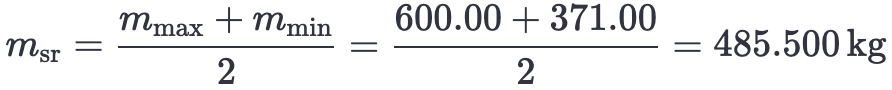 m_sr = (m_max + m_min) / 2 = (600.00 + 371.00) / 2 = 485.500 kg